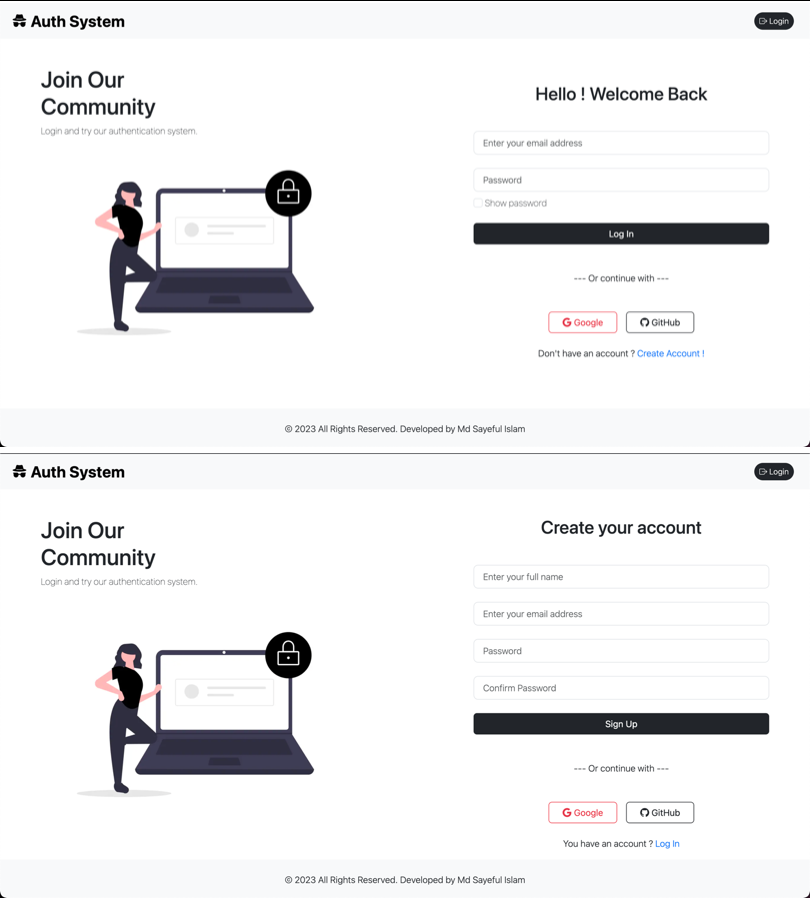 Auth System
Login
Join Our
Community
Login and try our authentication system.
Hello ! Welcome Back
Enter your email address
Password
Show password
Log In
--- Or continue with ---
Google
GitHub
Don't have an account ? Create Account !
© 2023 All Rights Reserved. Developed by Md Sayeful Islam
Auth System
Login
Join Our
Community
Login and try our authentication system.
Create your account
Enter your full name
Enter your email address
Password
Confirm Password
Sign Up
--- Or continue with ---
Google
GitHub
You have an account ? Log In
© 2023 All Rights Reserved. Developed by Md Sayeful Islam